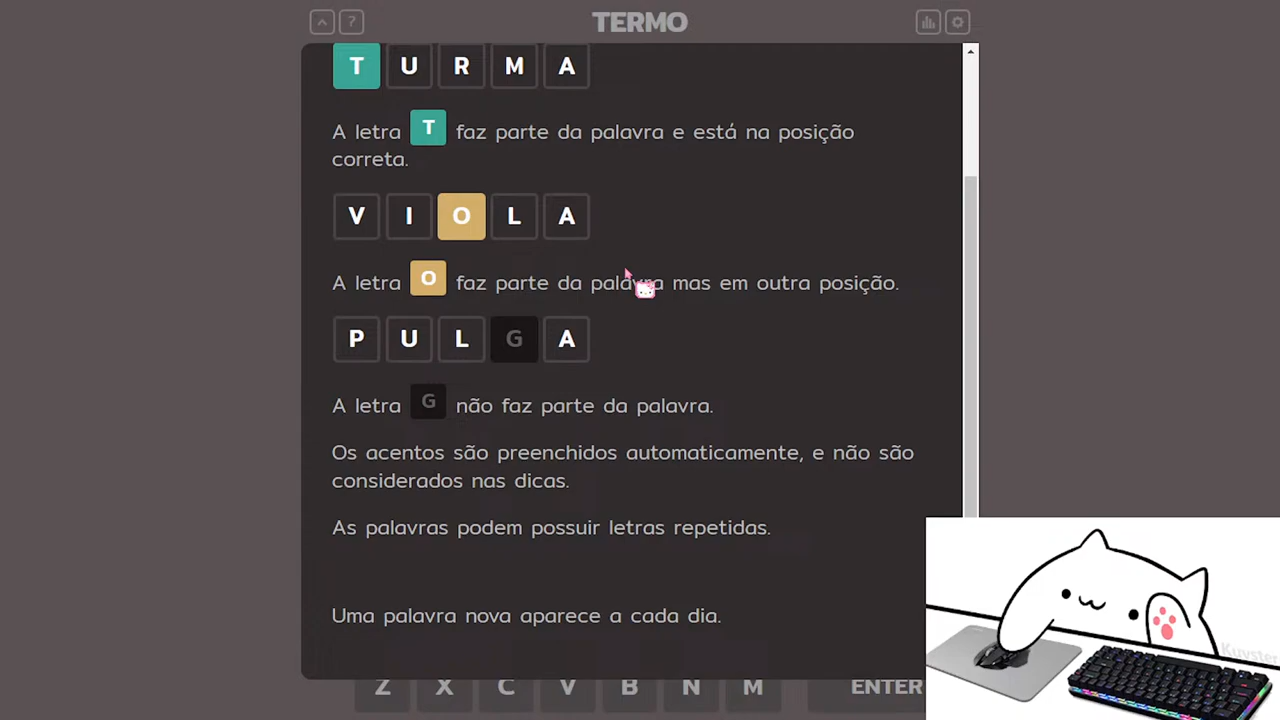 ^ ? TERMO
T U R M A
A letra T faz parte da palavra e está na posição
correta.
V I O L A
A letra O faz parte da palavra mas em outra posição.
P U L G A
A letra G não faz parte da palavra.
Os acentos são preenchidos automaticamente, e não são
considerados nas dicas.
As palavras podem possuir letras repetidas.
Uma palavra nova aparece a cada dia.
Kuyster
Z X C V B N M ENTER